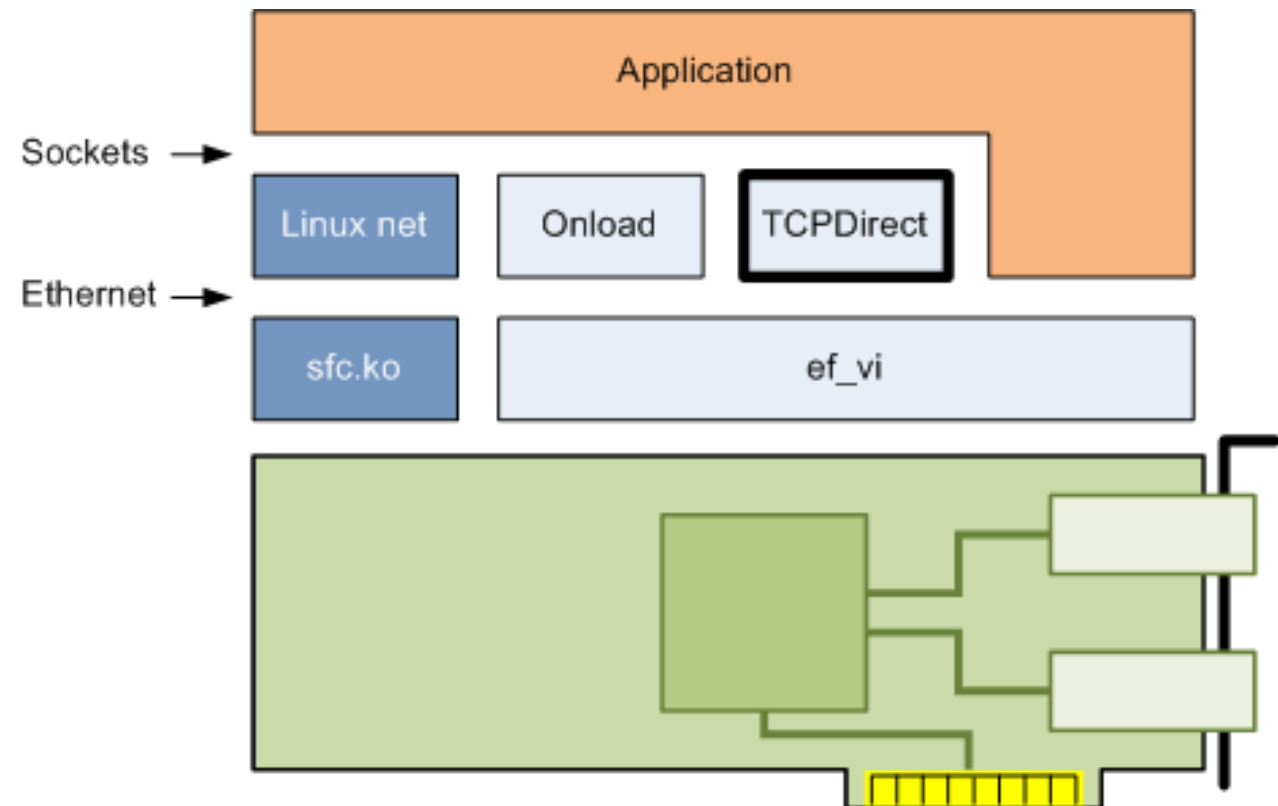 Application
Sockets
Linux net
Onload
TCPDirect
Ethernet
sfc.ko
ef_vi